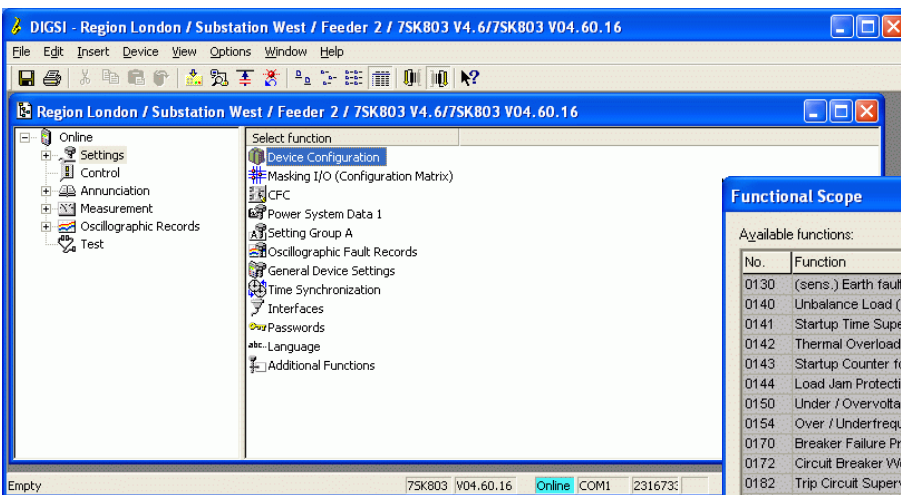 DIGSI - Region London / Substation West / Feeder 2 / 7SK803 V4.6/7SK803 V04.60.16
File Edit Insert Device View Options Window Help
Region London / Substation West / Feeder 2 / 7SK803 V4.6/7SK803 V04.60.16
Online
Settings
Control
Annunciation
Measurement
Oscillographic Records
Test
Select function
Device Configuration
Masking I/O (Configuration Matrix)
CFC
Power System Data 1
Setting Group A
Oscillographic Fault Records
General Device Settings
Time Synchronization
Interfaces
Passwords
abc.. Language
Additional Functions
Functional Scope
Available functions:
No. Function
0130 (sens.) Earth fault
0140 Unbalance Load (
0141 Startup Time Supe
0142 Thermal Overload
0143 Startup Counter fo
0144 Load Jam Protecti
0150 Under / Overvolta
0154 Over / Underfrequ
0170 Breaker Failure Pr
0172 Circuit Breaker We
0182 Trip Circuit Superv
Empty 7SK803 V04.60.16 Online COM1